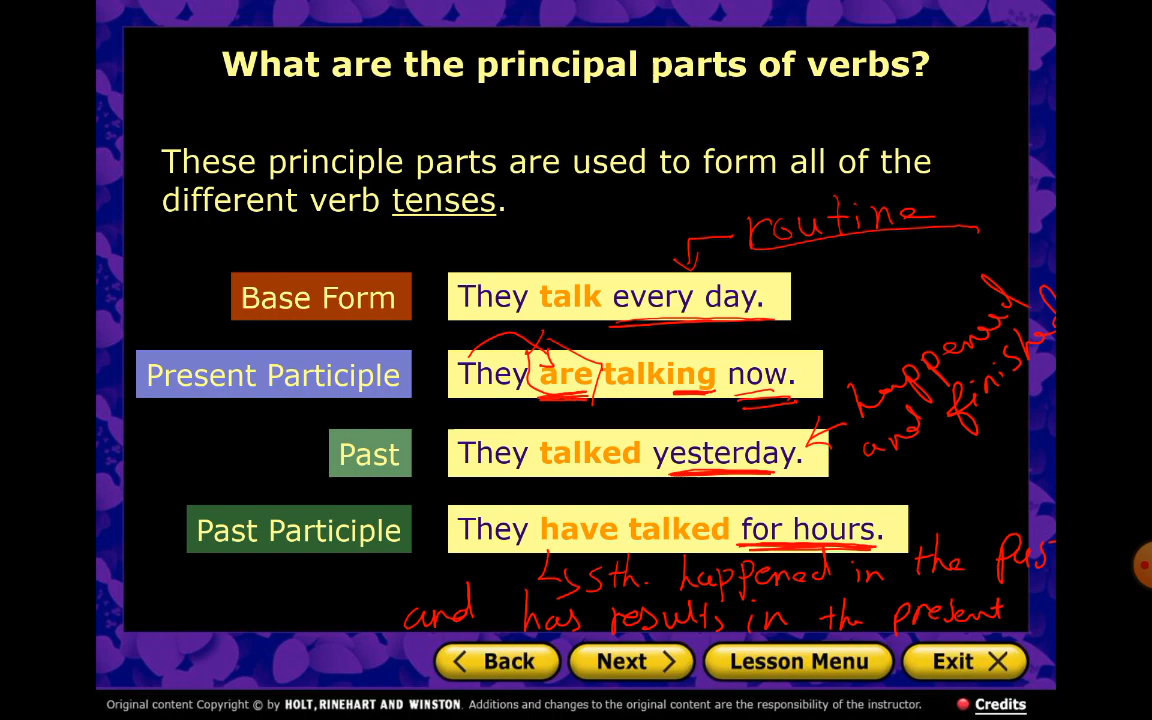 What are the principal parts of verbs?
These principle parts are used to form all of the
different verb tenses.
routine
Base Form
They talk every day.
happened
and finished
Present Participle
They are talking now.
Past
They talked yesterday.
Past Participle
They have talked for hours.
sth. happened in the pas
and has results in the present
Back
Next
Lesson Menu
Exit
Original content Copyright © by HOLT, RINEHART AND WINSTON. Additions and changes to the original content are the responsibility of the instructor.
Credits